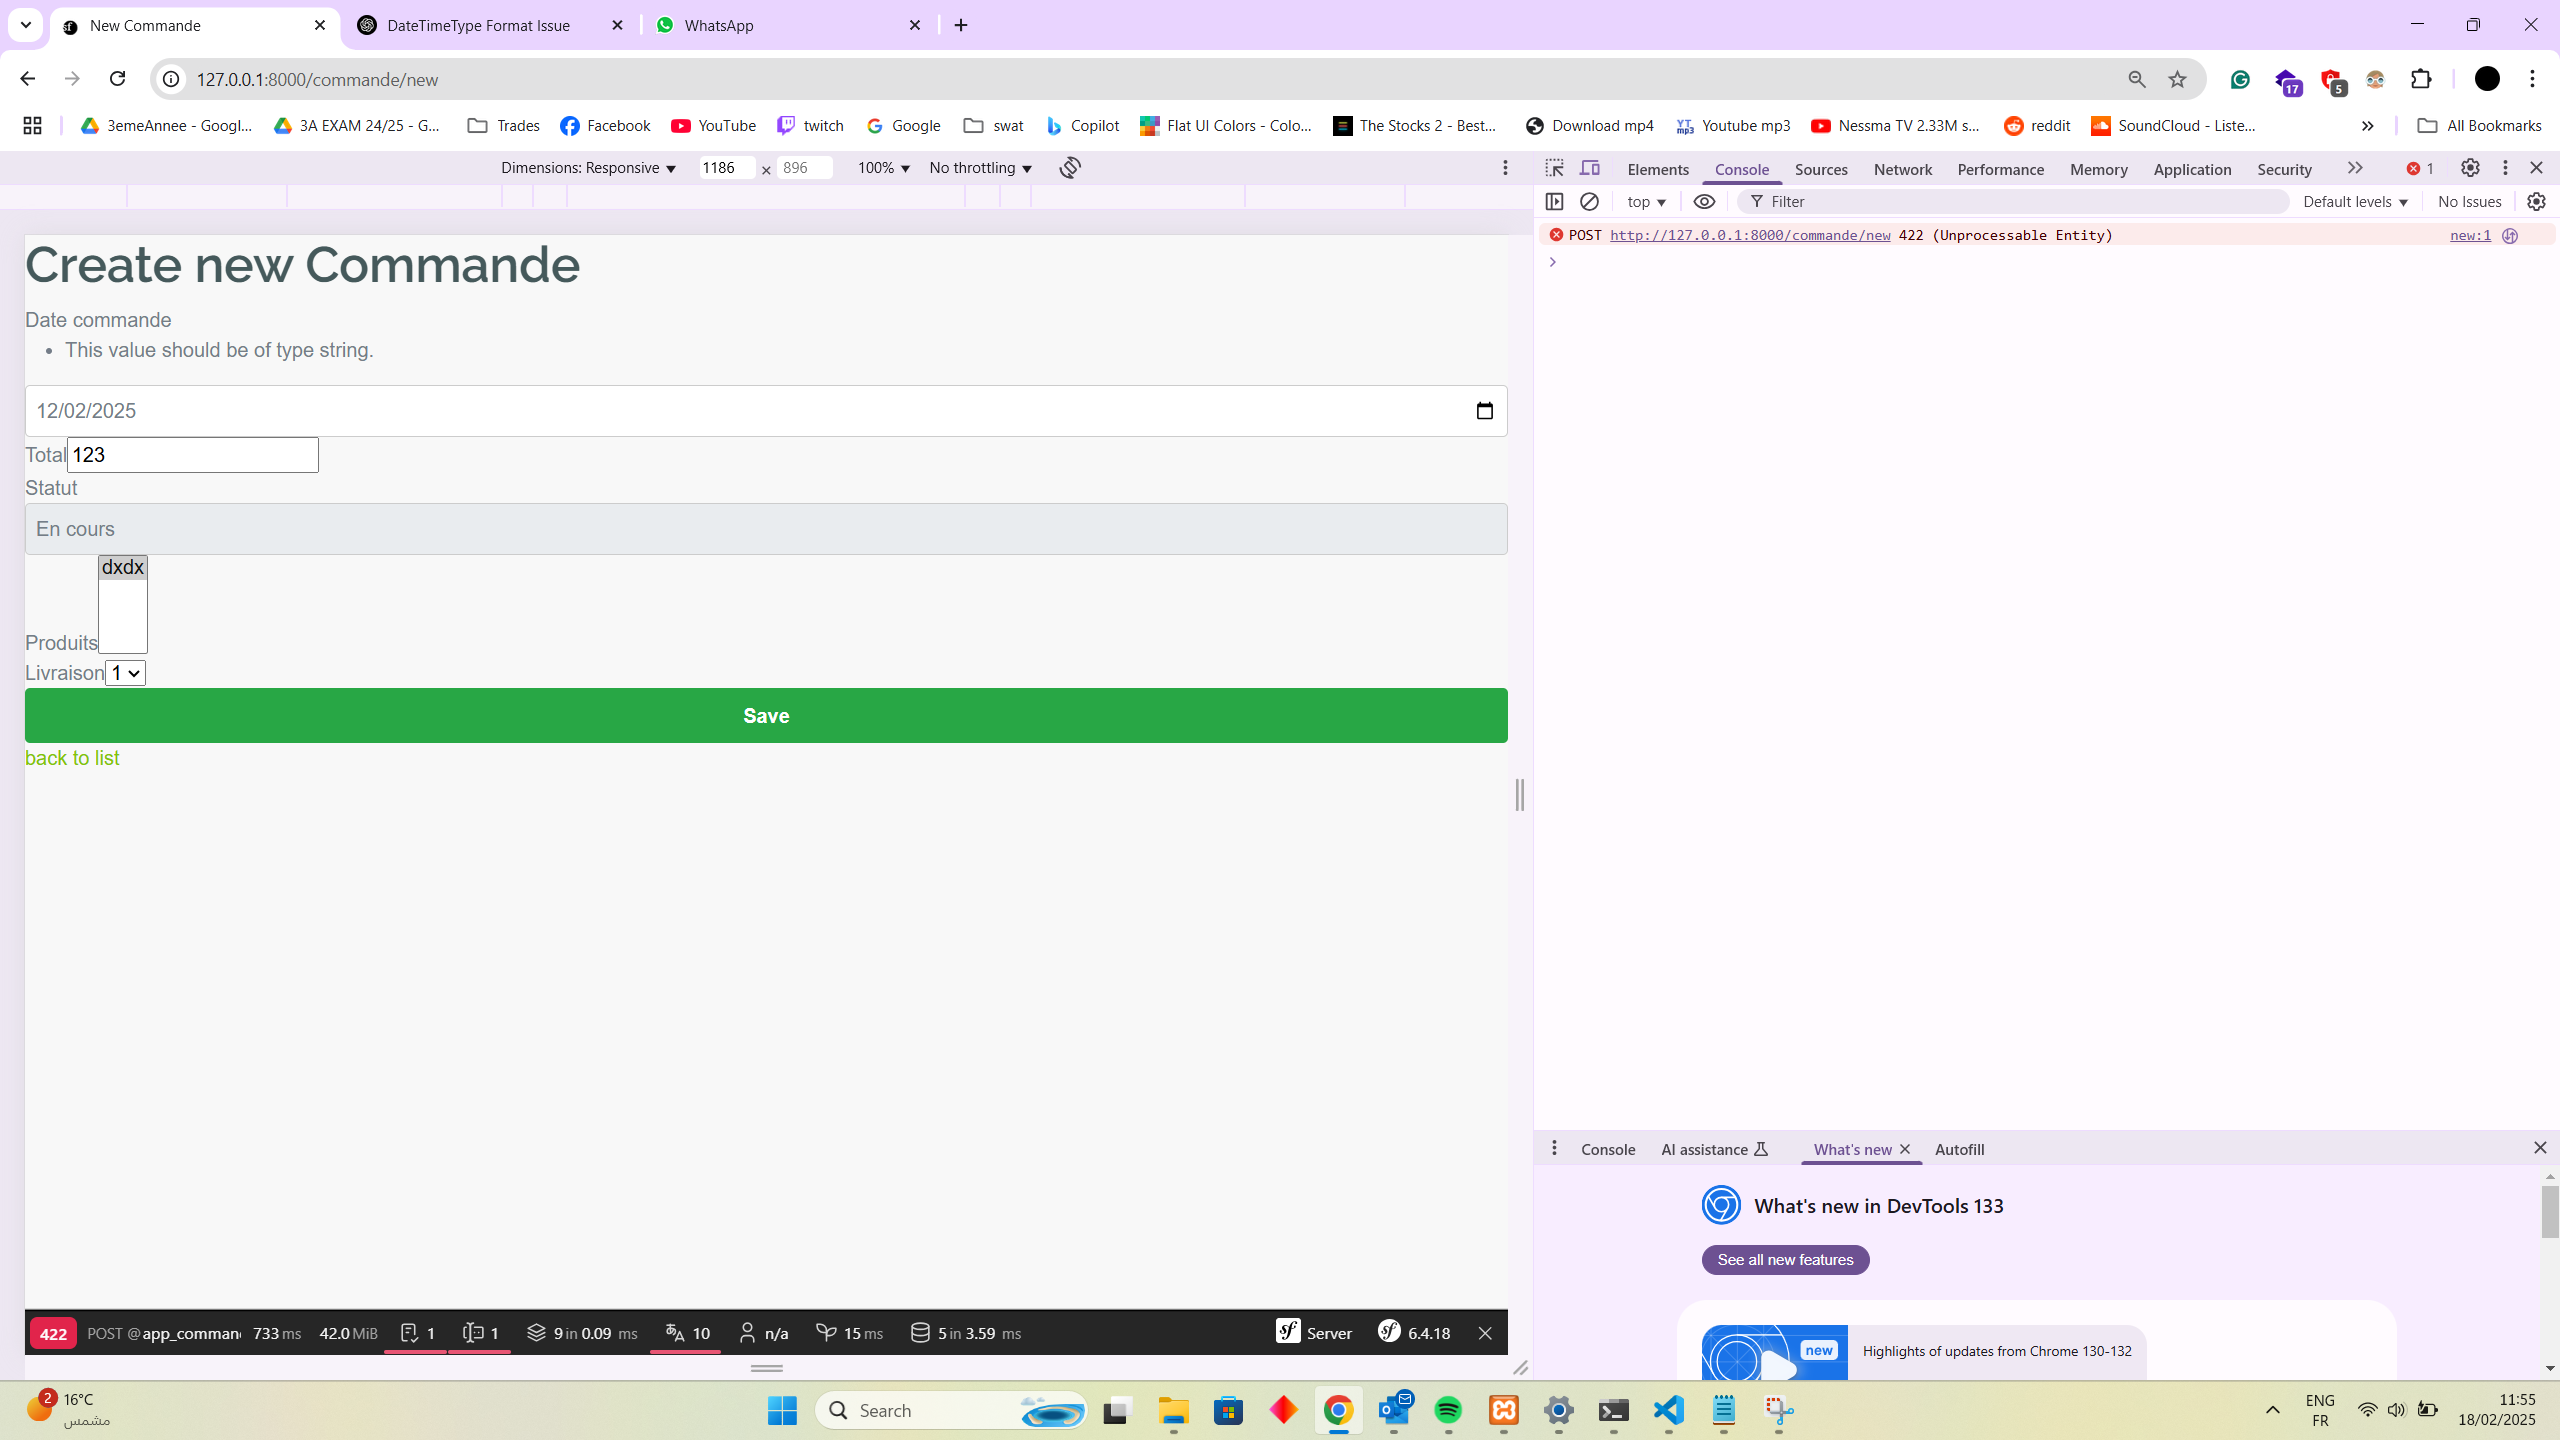 New Commande
DateTimeType Format Issue
WhatsApp
127.0.0.1:8000/commande/new
17
5
3emeAnnee - Googl...
3A EXAM 24/25 - G...
Trades
Facebook
YouTube
twitch
Google
swat
Copilot
Flat UI Colors - Colo...
The Stocks 2 - Best...
Download mp4
YT mp3
Youtube mp3
Nessma TV 2.33M s...
reddit
SoundCloud - Liste...
All Bookmarks
Dimensions: Responsive
1186 × 896
100%
No throttling
Elements
Console
Sources
Network
Performance
Memory
Application
Security
1
top
Filter
Default levels
No Issues
POST http://127.0.0.1:8000/commande/new 422 (Unprocessable Entity)
new:1
Create new Commande
Date commande
• This value should be of type string.
12/02/2025
Total 123
Statut
En cours
dxdx
Produits
Livraison 1
Save
back to list
Console
AI assistance
What's new
Autofill
What's new in DevTools 133
See all new features
new
Highlights of updates from Chrome 130-132
422
POST @app_comman
733 ms
42.0 MiB
1
1
9 in 0.09 ms
10
n/a
15 ms
5 in 3.59 ms
sf Server
sf 6.4.18
2
16°C
مشمس
Search
ENG
FR
11:55
18/02/2025